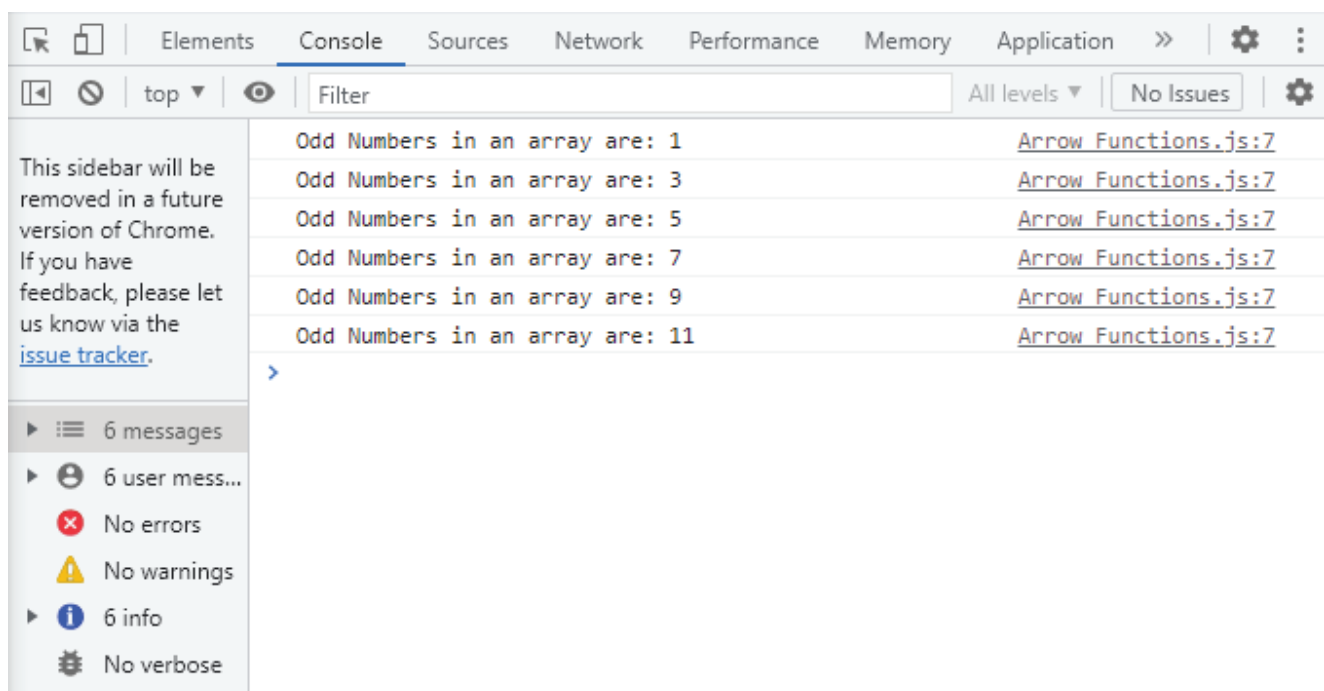 Elements Console Sources Network Performance Memory Application »
top ▼ Filter All levels ▼ No Issues
This sidebar will be
removed in a future
version of Chrome.
If you have
feedback, please let
us know via the
issue tracker.
6 messages
6 user mess...
No errors
No warnings
6 info
No verbose
Odd Numbers in an array are: 1 Arrow Functions.js:7
Odd Numbers in an array are: 3 Arrow Functions.js:7
Odd Numbers in an array are: 5 Arrow Functions.js:7
Odd Numbers in an array are: 7 Arrow Functions.js:7
Odd Numbers in an array are: 9 Arrow Functions.js:7
Odd Numbers in an array are: 11 Arrow Functions.js:7
>